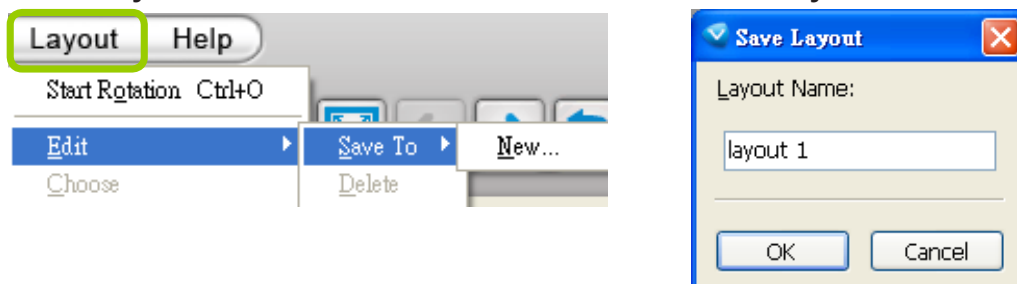 Layout Help
Start Rotation Ctrl+O
Edit Save To New...
Choose Delete
Save Layout
Layout Name:
layout 1
OK Cancel